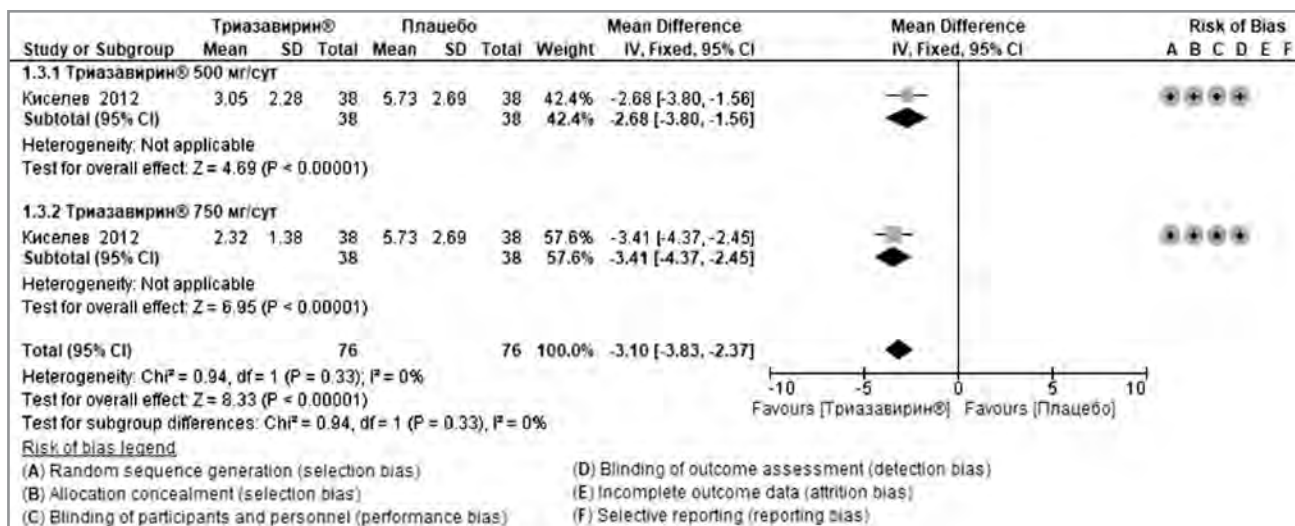 Триазавирин® Плацебо Mean Difference Mean Difference Risk of Bias
Study or Subgroup Mean SD Total Mean SD Total Weight IV, Fixed, 95% CI IV, Fixed, 95% CI A B C D E F
1.3.1 Триазавирин® 500 мг/сут
Киселев 2012 3.05 2.28 38 5.73 2.69 38 42.4% -2.68 [-3.80, -1.56]
Subtotal (95% CI) 38 38 42.4% -2.68 [-3.80, -1.56]
Heterogeneity: Not applicable
Test for overall effect: Z = 4.69 (P < 0.00001)
1.3.2 Триазавирин® 750 мг/сут
Киселев 2012 2.32 1.38 38 5.73 2.69 38 57.6% -3.41 [-4.37, -2.45]
Subtotal (95% CI) 38 38 57.6% -3.41 [-4.37, -2.45]
Heterogeneity: Not applicable
Test for overall effect: Z = 6.95 (P < 0.00001)
Total (95% CI) 76 76 100.0% -3.10 [-3.83, -2.37]
Heterogeneity: Chi² = 0.94, df = 1 (P = 0.33); I² = 0%
Test for overall effect: Z = 8.33 (P < 0.00001)
Test for subgroup differences: Chi² = 0.94, df = 1 (P = 0.33), I² = 0%
-10 -5 0 5 10
Favours [Триазавирин®] Favours [Плацебо]
Risk of bias legend
(A) Random sequence generation (selection bias)
(B) Allocation concealment (selection bias)
(C) Blinding of participants and personnel (performance bias)
(D) Blinding of outcome assessment (detection bias)
(E) Incomplete outcome data (attrition bias)
(F) Selective reporting (reporting bias)